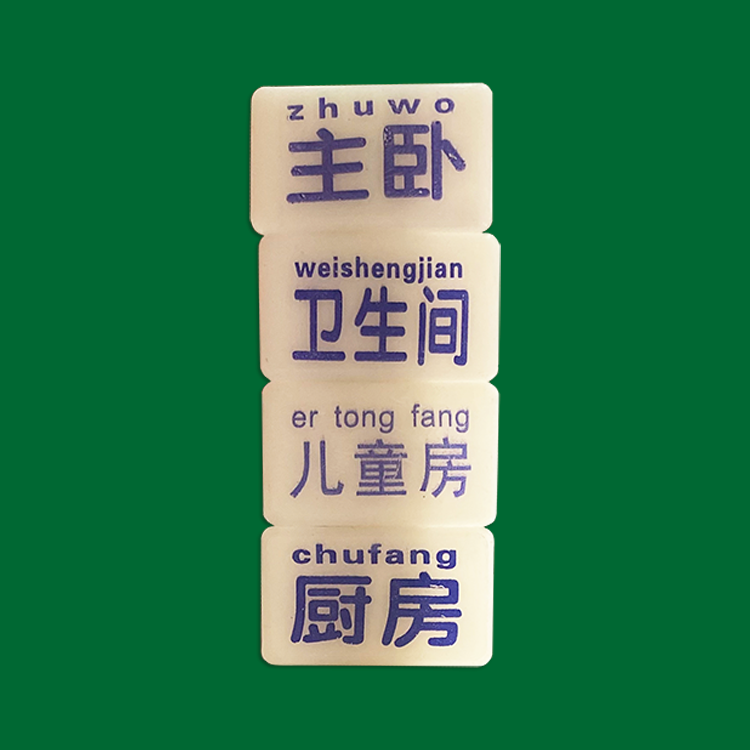 zhuwo
主卧
weishengjian
卫生间
er tong fang
儿童房
chufang
厨房